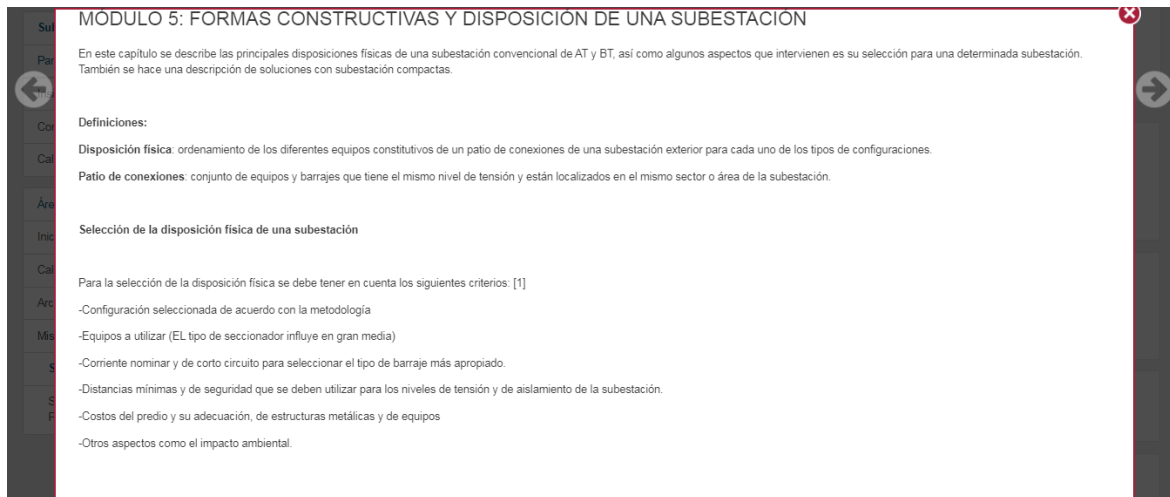 MÓDULO 5: FORMAS CONSTRUCTIVAS Y DISPOSICIÓN DE UNA SUBESTACIÓN
En este capítulo se describe las principales disposiciones físicas de una subestación convencional de AT y BT, así como algunos aspectos que intervienen es su selección para una determinada subestación.
También se hace una descripción de soluciones con subestación compactas.
Definiciones:
Disposición física: ordenamiento de los diferentes equipos constitutivos de un patio de conexiones de una subestación exterior para cada uno de los tipos de configuraciones.
Patio de conexiones: conjunto de equipos y barrajes que tiene el mismo nivel de tensión y están localizados en el mismo sector o área de la subestación.
Selección de la disposición física de una subestación
Para la selección de la disposición física se debe tener en cuenta los siguientes criterios: [1]
-Configuración seleccionada de acuerdo con la metodología
-Equipos a utilizar (EL tipo de seccionador influye en gran media)
-Corriente nominar y de corto circuito para seleccionar el tipo de barraje más apropiado.
-Distancias mínimas y de seguridad que se deben utilizar para los niveles de tensión y de aislamiento de la subestación.
-Costos del predio y su adecuación, de estructuras metálicas y de equipos
-Otros aspectos como el impacto ambiental.